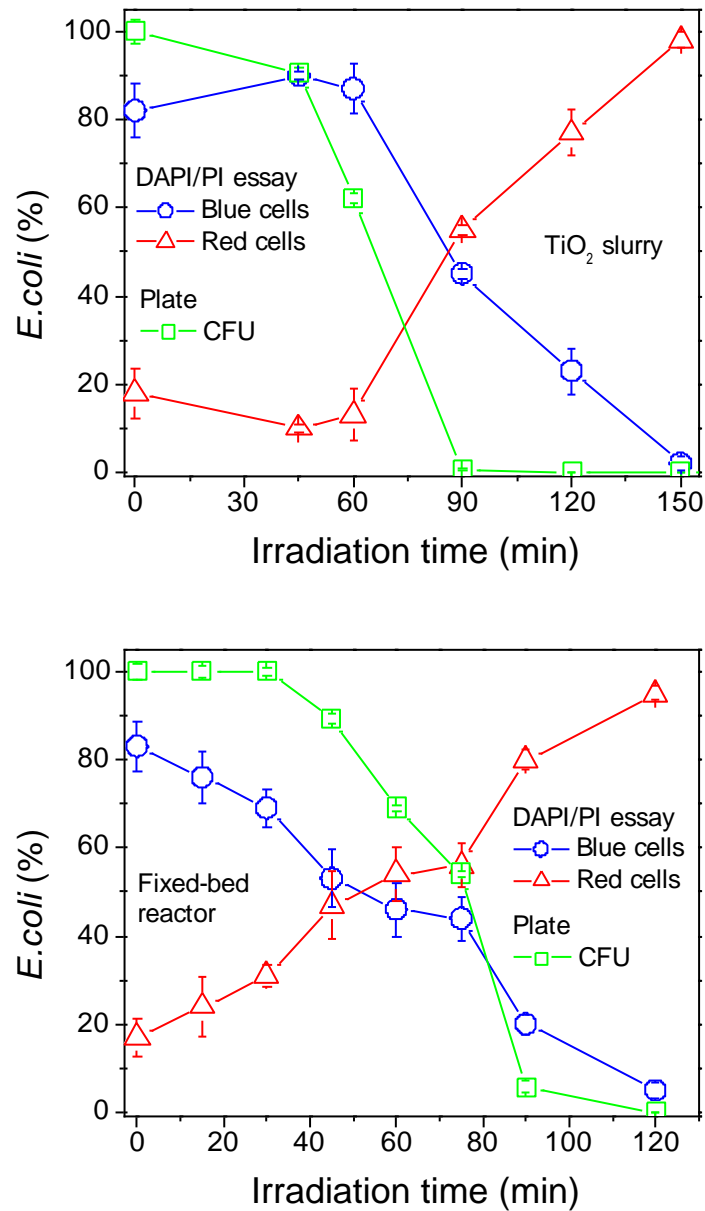 100
80
60
40
20
0
E.coli (%)
DAPI/PI essay
Blue cells
Red cells
Plate
CFU
TiO₂ slurry
0 30 60 90 120 150
Irradiation time (min)
100
80
60
40
20
0
E.coli (%)
Fixed-bed
reactor
DAPI/PI essay
Blue cells
Red cells
Plate
CFU
0 20 40 60 80 100 120
Irradiation time (min)